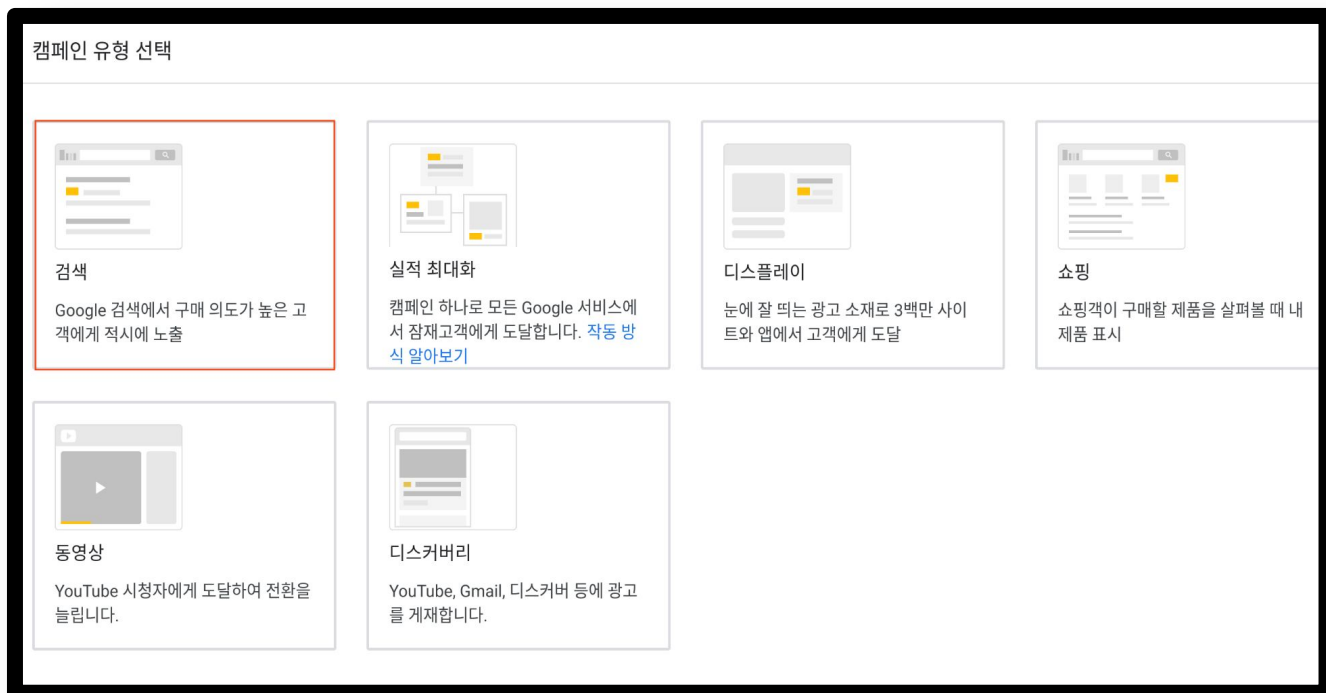 캠페인 유형 선택
검색
Google 검색에서 구매 의도가 높은 고
객에게 적시에 노출
실적 최대화
캠페인 하나로 모든 Google 서비스에
서 잠재고객에게 도달합니다. 작동 방
식 알아보기
디스플레이
눈에 잘 띄는 광고 소재로 3백만 사이
트와 앱에서 고객에게 도달
쇼핑
쇼핑객이 구매할 제품을 살펴볼 때 내
제품 표시
동영상
YouTube 시청자에게 도달하여 전환을
늘립니다.
디스커버리
YouTube, Gmail, 디스커버 등에 광고
를 게재합니다.